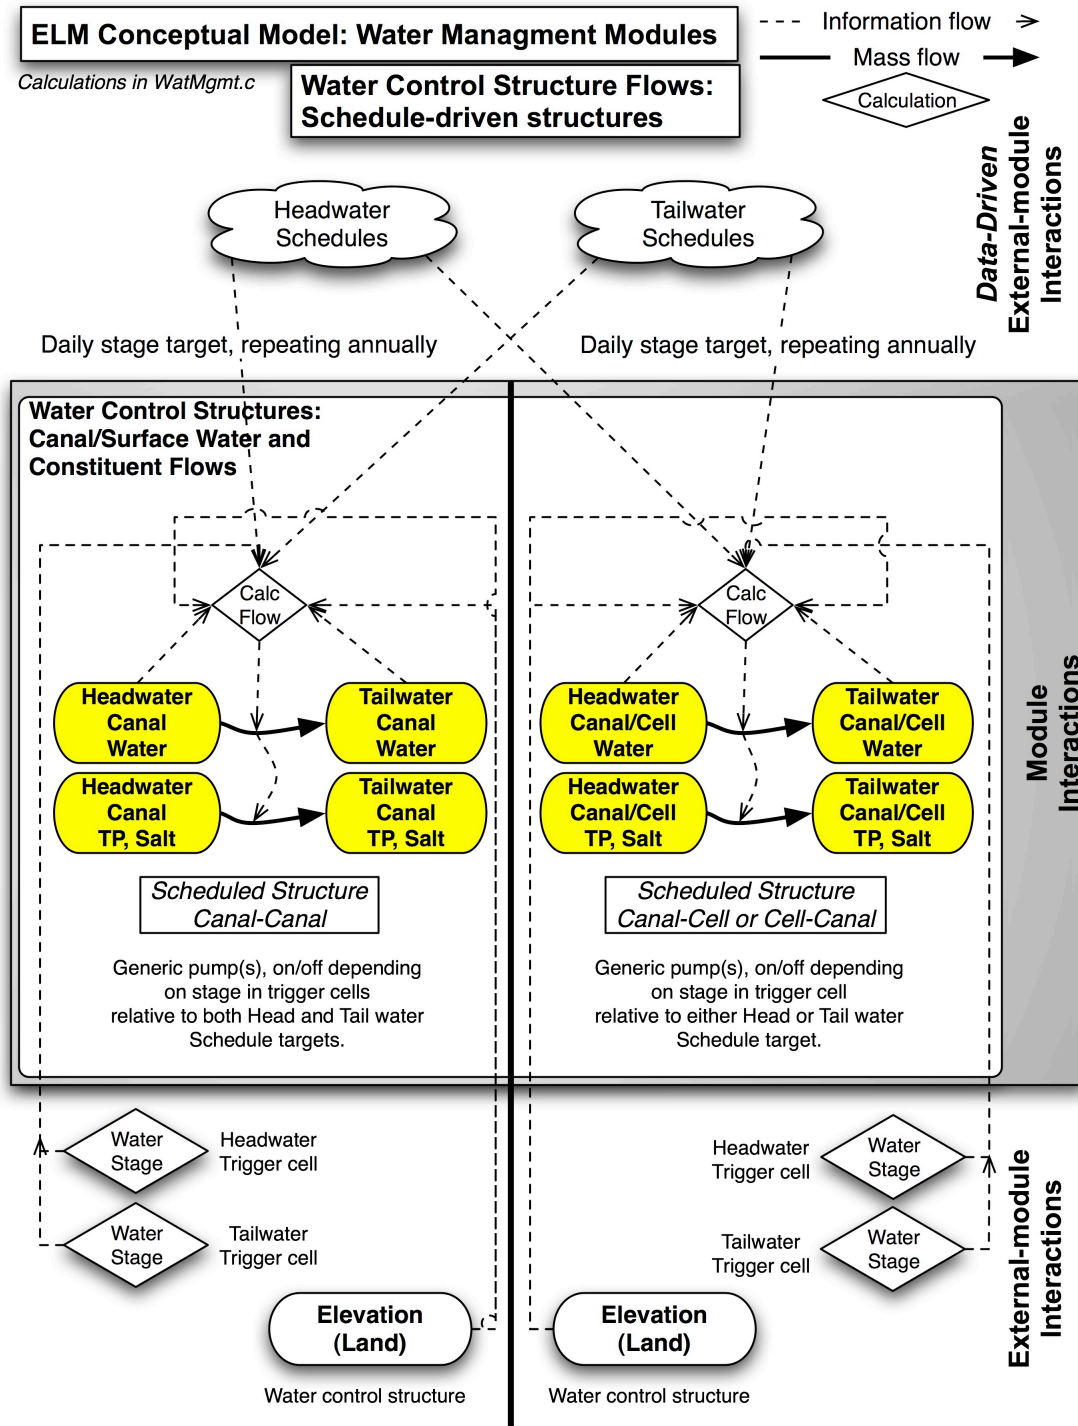 ELM Conceptual Model: Water Managment Modules
Calculations in WatMgmt.c
Water Control Structure Flows:
Schedule-driven structures
Information flow
Mass flow
Calculation
Data-Driven
External-module
Interactions
Headwater
Schedules
Tailwater
Schedules
Daily stage target, repeating annually
Daily stage target, repeating annually
Water Control Structures:
Canal/Surface Water and
Constituent Flows
Calc
Flow
Headwater
Canal
Water
Tailwater
Canal
Water
Headwater
Canal
TP, Salt
Tailwater
Canal
TP, Salt
Scheduled Structure
Canal-Canal
Generic pump(s), on/off depending
on stage in trigger cells
relative to both Head and Tail water
Schedule targets.
Calc
Flow
Headwater
Canal/Cell
Water
Tailwater
Canal/Cell
Water
Headwater
Canal/Cell
TP, Salt
Tailwater
Canal/Cell
TP, Salt
Scheduled Structure
Canal-Cell or Cell-Canal
Generic pump(s), on/off depending
on stage in trigger cell
relative to either Head or Tail water
Schedule target.
Module
Interactions
Water
Stage
Headwater
Trigger cell
Water
Stage
Tailwater
Trigger cell
Elevation
(Land)
Water control structure
Headwater
Trigger cell
Water
Stage
Tailwater
Trigger cell
Water
Stage
Elevation
(Land)
Water control structure
External-module
Interactions